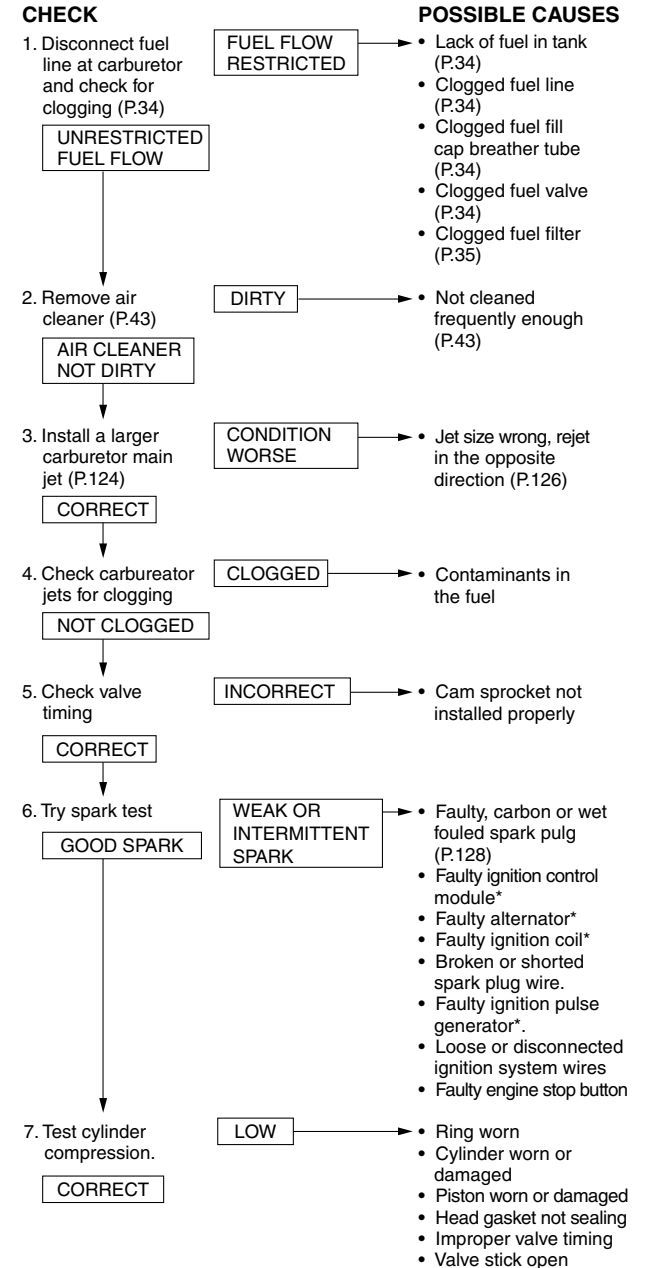 CHECK
POSSIBLE CAUSES
1. Disconnect fuel
line at carburetor
and check for
clogging (P.34)
FUEL FLOW
RESTRICTED
• Lack of fuel in tank
(P.34)
• Clogged fuel line
(P.34)
• Clogged fuel fill
cap breather tube
(P.34)
• Clogged fuel valve
(P.34)
• Clogged fuel filter
(P.35)
UNRESTRICTED
FUEL FLOW
2. Remove air
cleaner (P.43)
DIRTY
• Not cleaned
frequently enough
(P.43)
AIR CLEANER
NOT DIRTY
3. Install a larger
carburetor main
jet (P.124)
CONDITION
WORSE
• Jet size wrong, rejet
in the opposite
direction (P.126)
CORRECT
4. Check carbureator
jets for clogging
CLOGGED
• Contaminants in
the fuel
NOT CLOGGED
5. Check valve
timing
INCORRECT
• Cam sprocket not
installed properly
CORRECT
6. Try spark test
WEAK OR
INTERMITTENT
SPARK
• Faulty, carbon or wet
fouled spark pulg
(P.128)
• Faulty ignition control
module*
• Faulty alternator*
• Faulty ignition coil*
• Broken or shorted
spark plug wire.
• Faulty ignition pulse
generator*.
• Loose or disconnected
ignition system wires
• Faulty engine stop button
GOOD SPARK
7. Test cylinder
compression.
LOW
• Ring worn
• Cylinder worn or
damaged
• Piston worn or damaged
• Head gasket not sealing
• Improper valve timing
• Valve stick open
CORRECT